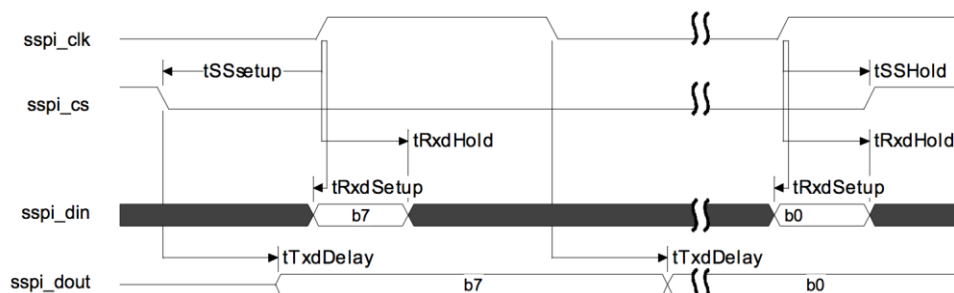 sspi_clk
tSSsetup
tSSHold
sspi_cs
tRxdHold
tRxdHold
tRxdSetup
tRxdSetup
sspi_din
b7
b0
tTxdDelay
tTxdDelay
sspi_dout
b7
b0